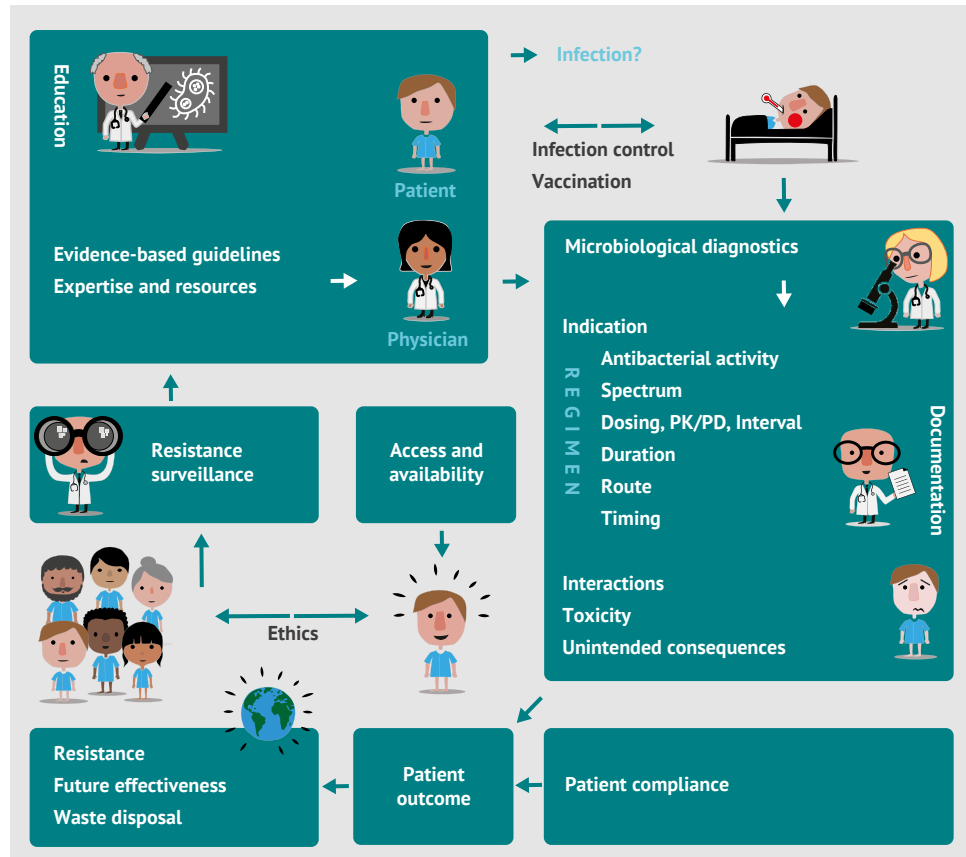 Education
Infection?
Patient
Infection control
Vaccination
Evidence-based guidelines
Expertise and resources
Physician
Microbiological diagnostics
Indication
REGIMEN
Antibacterial activity
Spectrum
Dosing, PK/PD, Interval
Duration
Route
Timing
Documentation
Interactions
Toxicity
Unintended consequences
Resistance
surveillance
Access and
availability
Ethics
Resistance
Future effectiveness
Waste disposal
Patient
outcome
Patient compliance